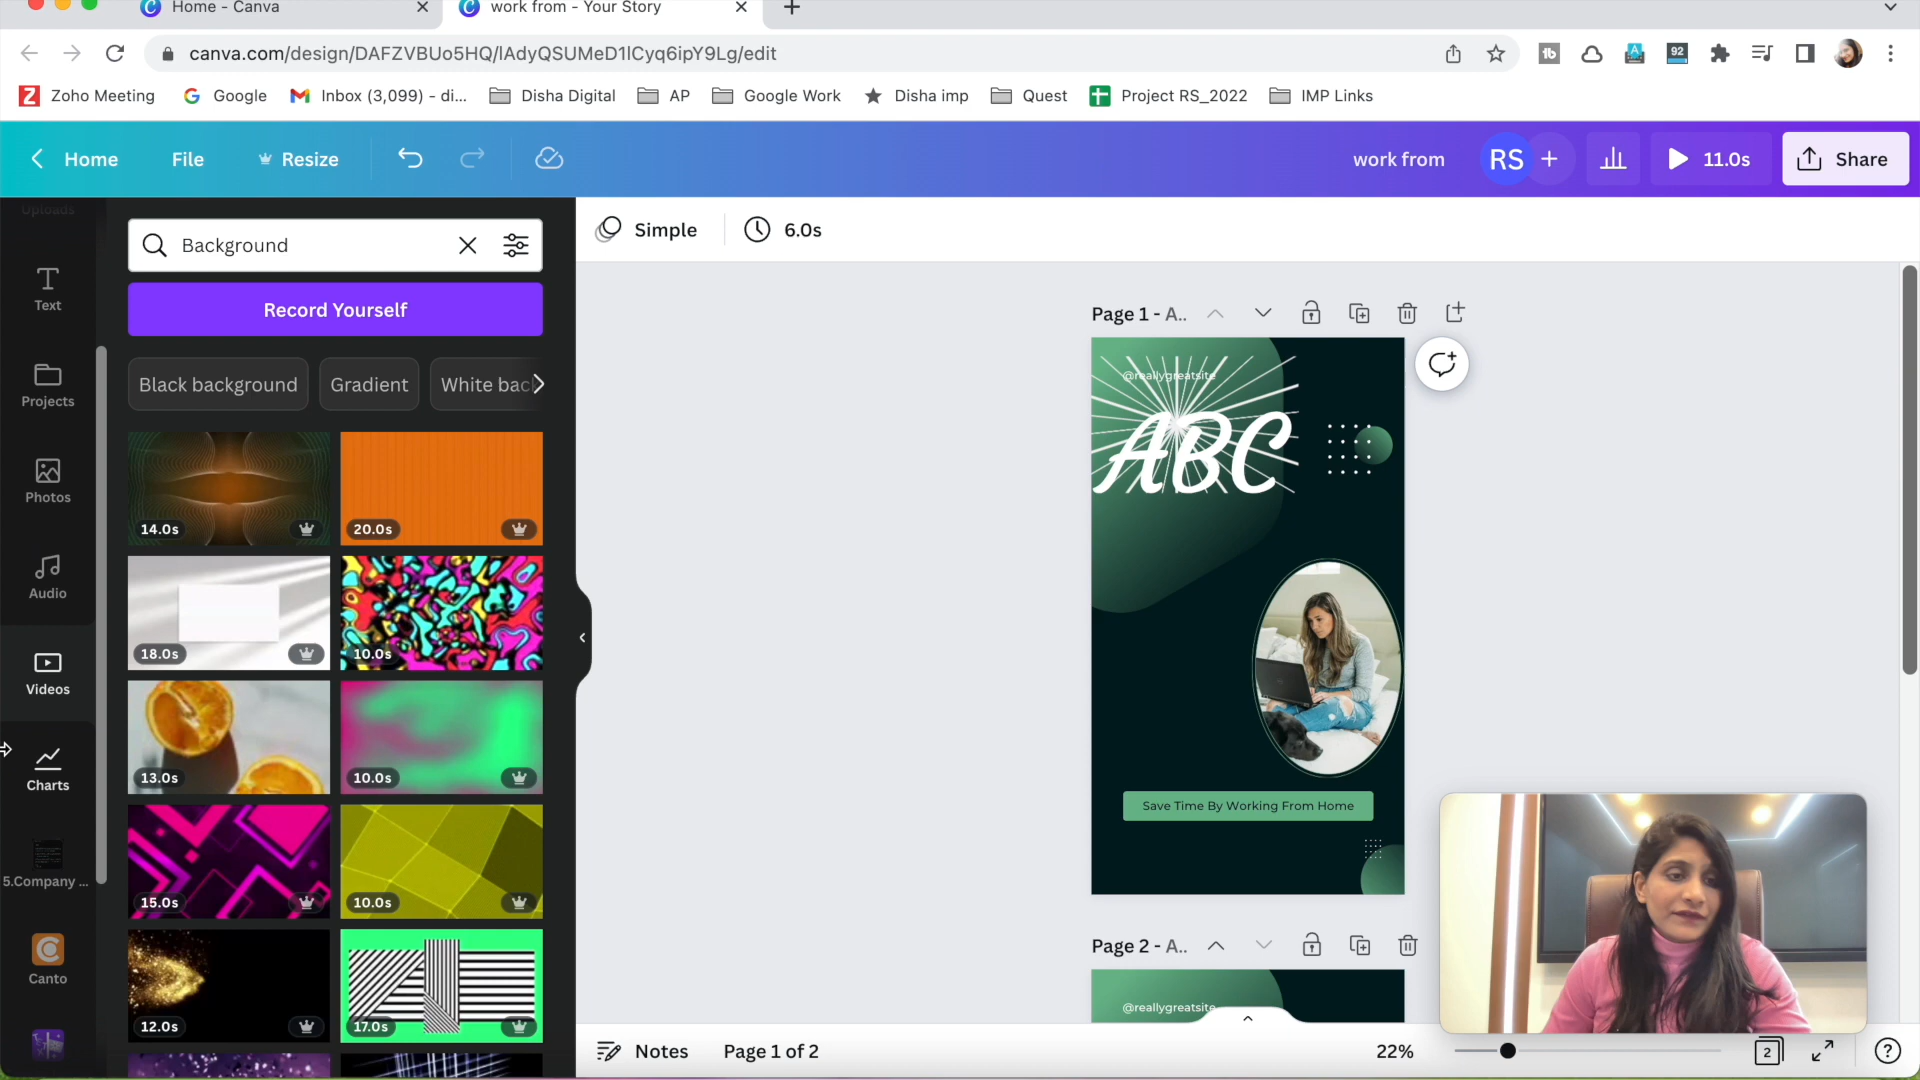 Home - Canva
work from - Your Story
canva.com/design/DAFZVBUo5HQ/lAdyQSUMeD1lCyq6ipY9Lg/edit
92
Zoho Meeting
Google
Inbox (3,099) - di...
Disha Digital
AP
Google Work
Disha imp
Quest
Project RS_2022
IMP Links
Home
File
Resize
work from
RS
11.0s
Share
Uploads
Text
Projects
Photos
Audio
Videos
Charts
5.Company ...
Canto
Background
Record Yourself
Black background
Gradient
White bac
14.0s
20.0s
18.0s
10.0s
13.0s
10.0s
15.0s
10.0s
12.0s
17.0s
Simple
6.0s
Page 1 - A..
@reallygreatsite
ABC
Save Time By Working From Home
Page 2 - A..
@reallygreatsite
Notes
Page 1 of 2
22%
2